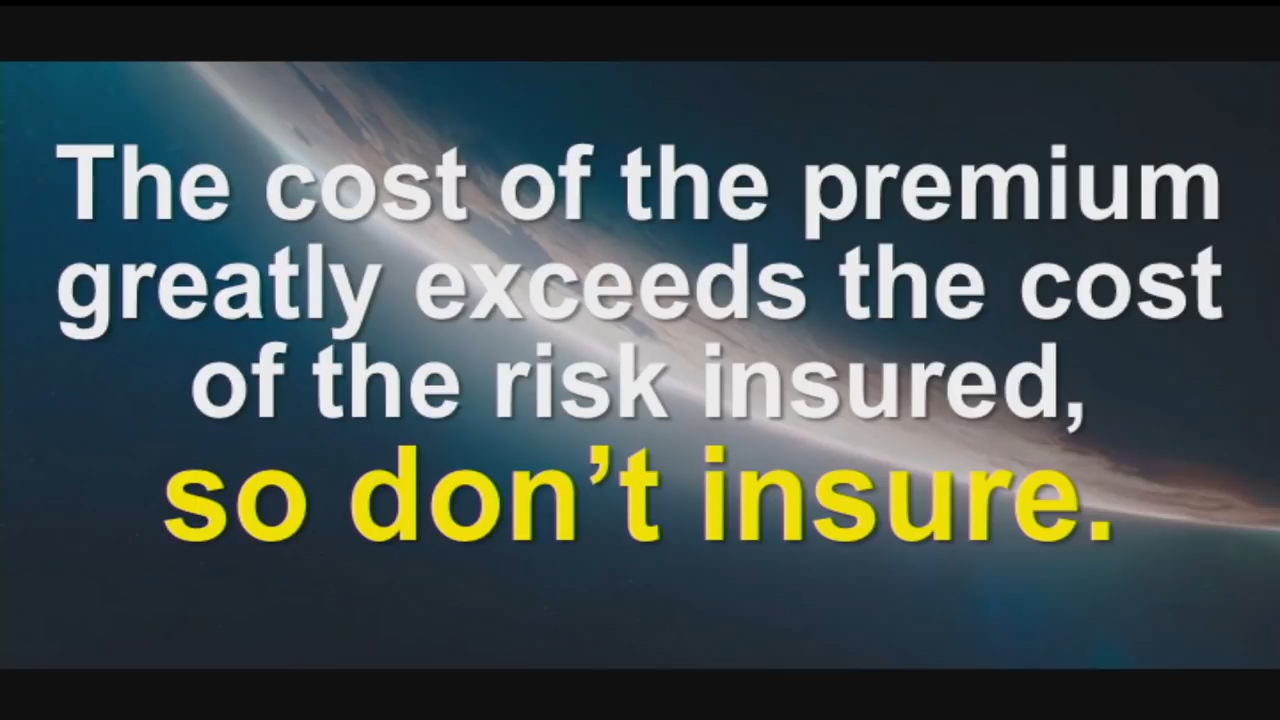 The cost of the premium
greatly exceeds the cost
of the risk insured,
so don’t insure.